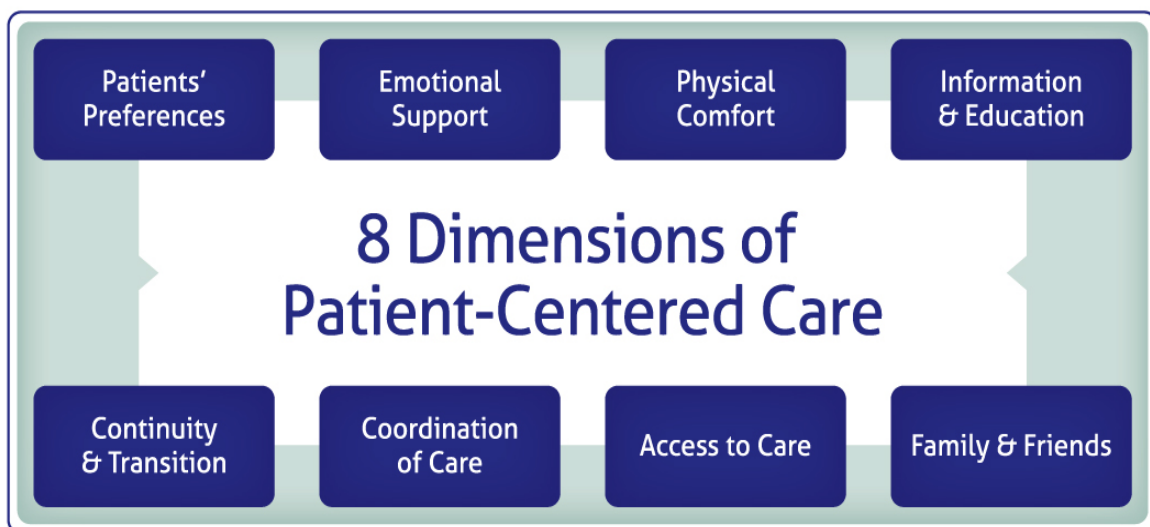 Patients’
Preferences
Emotional
Support
Physical
Comfort
Information
& Education
8 Dimensions of
Patient-Centered Care
Continuity
& Transition
Coordination
of Care
Access to Care
Family & Friends